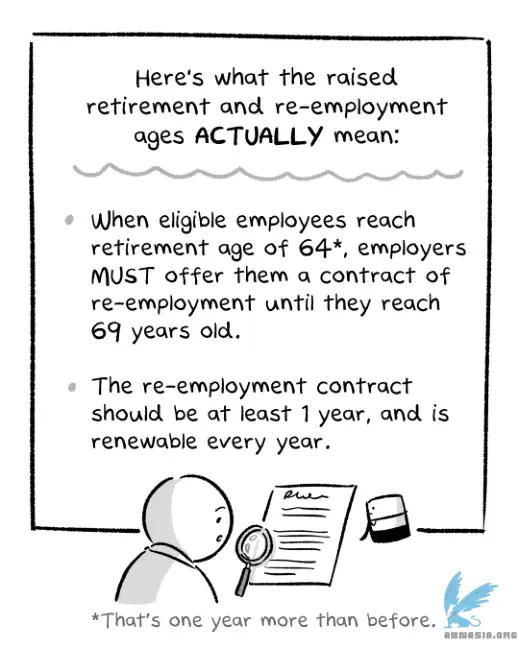 Here's what the raised
retirement and re-employment
ages ACTUALLY mean:
• When eligible employees reach
retirement age of 64*, employers
MUST offer them a contract of
re-employment until they reach
69 years old.
• The re-employment contract
should be at least 1 year, and is
renewable every year.
*That's one year more than before.
ABMASIA.ORG